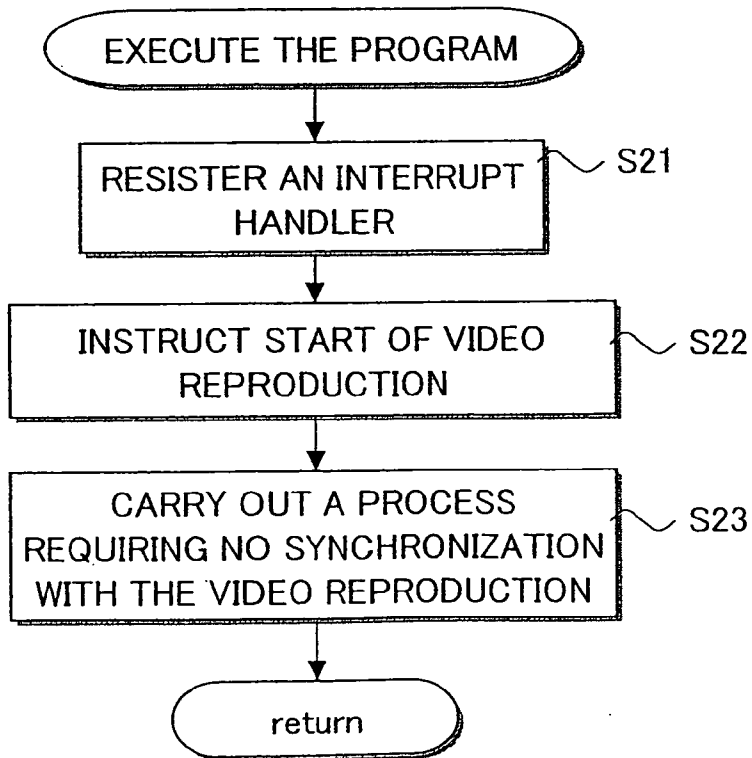 EXECUTE THE PROGRAM
RESISTER AN INTERRUPT
HANDLER
S21
INSTRUCT START OF VIDEO
REPRODUCTION
S22
CARRY OUT A PROCESS
REQUIRING NO SYNCHRONIZATION
WITH THE VIDEO REPRODUCTION
S23
return